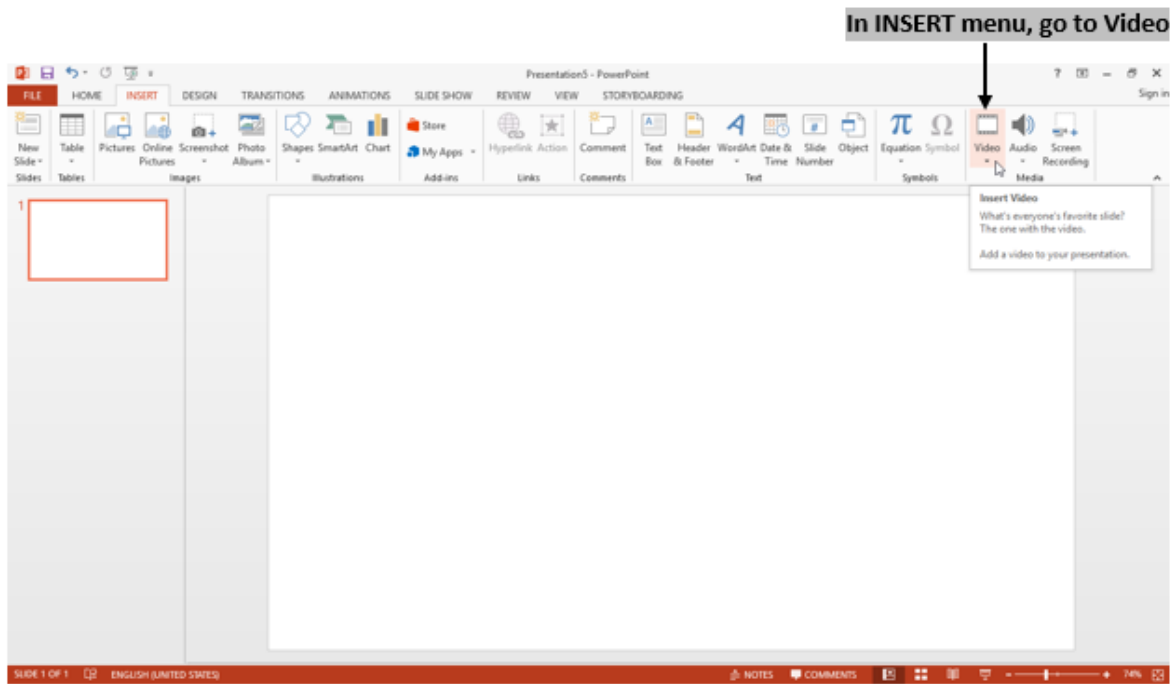 In INSERT menu, go to Video
Presentation5 - PowerPoint
?
Sign in
FILE HOME INSERT DESIGN TRANSITIONS ANIMATIONS SLIDE SHOW REVIEW VIEW STORYBOARDING
New Slide
Table
Pictures
Online Pictures
Screenshot
Photo Album
Shapes
SmartArt
Chart
Store
My Apps
Hyperlink
Action
Comment
Text Box
Header & Footer
WordArt
Date & Time
Slide Number
Object
π
Equation
Ω
Symbol
Video
Audio
Screen Recording
Slides Tables Images Illustrations Add-ins Links Comments Text Symbols Media
1
Insert Video
What's everyone's favorite slide?
The one with the video.
Add a video to your presentation.
SLIDE 1 OF 1 ENGLISH (UNITED STATES) NOTES COMMENTS 74%